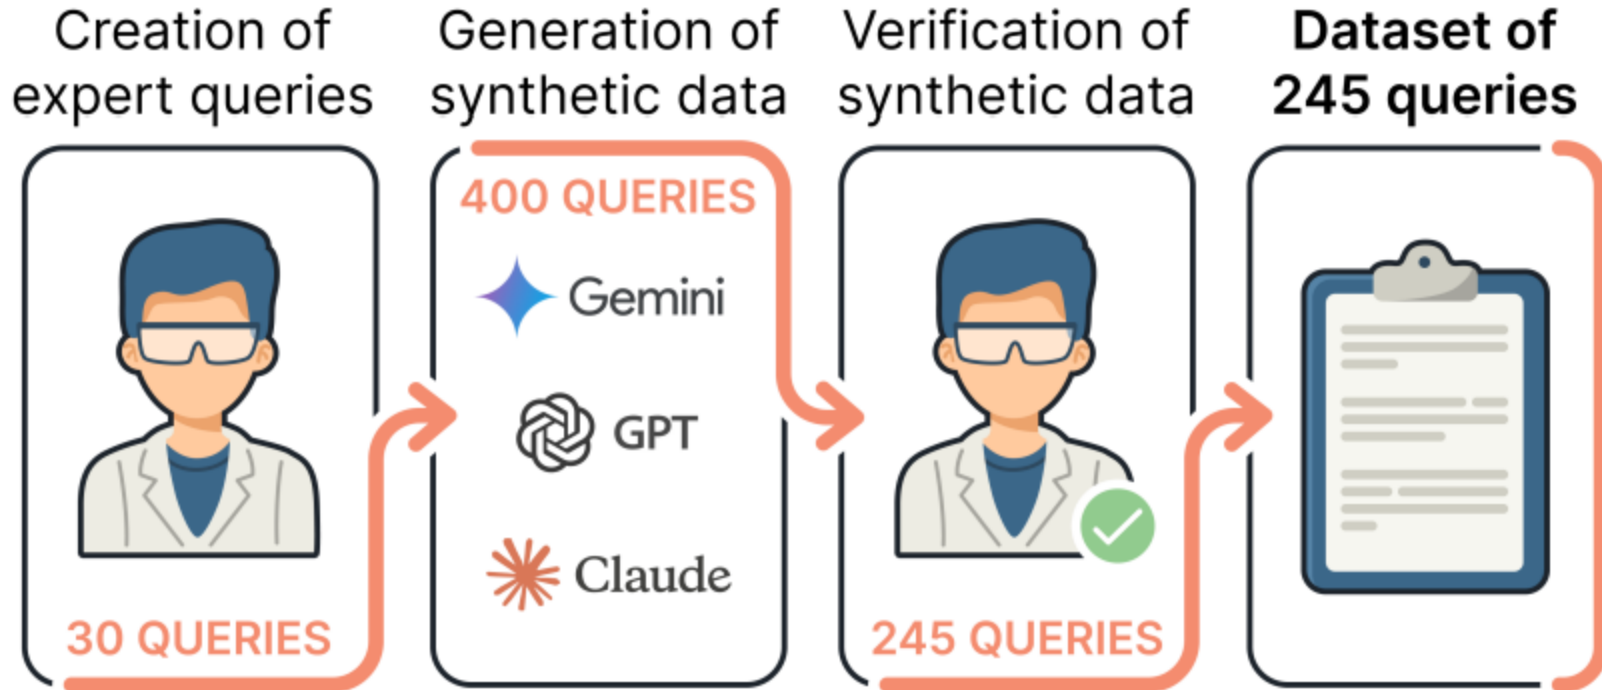 Creation of
expert queries
30 QUERIES
Generation of
synthetic data
400 QUERIES
Gemini
GPT
Claude
Verification of
synthetic data
245 QUERIES
Dataset of
245 queries